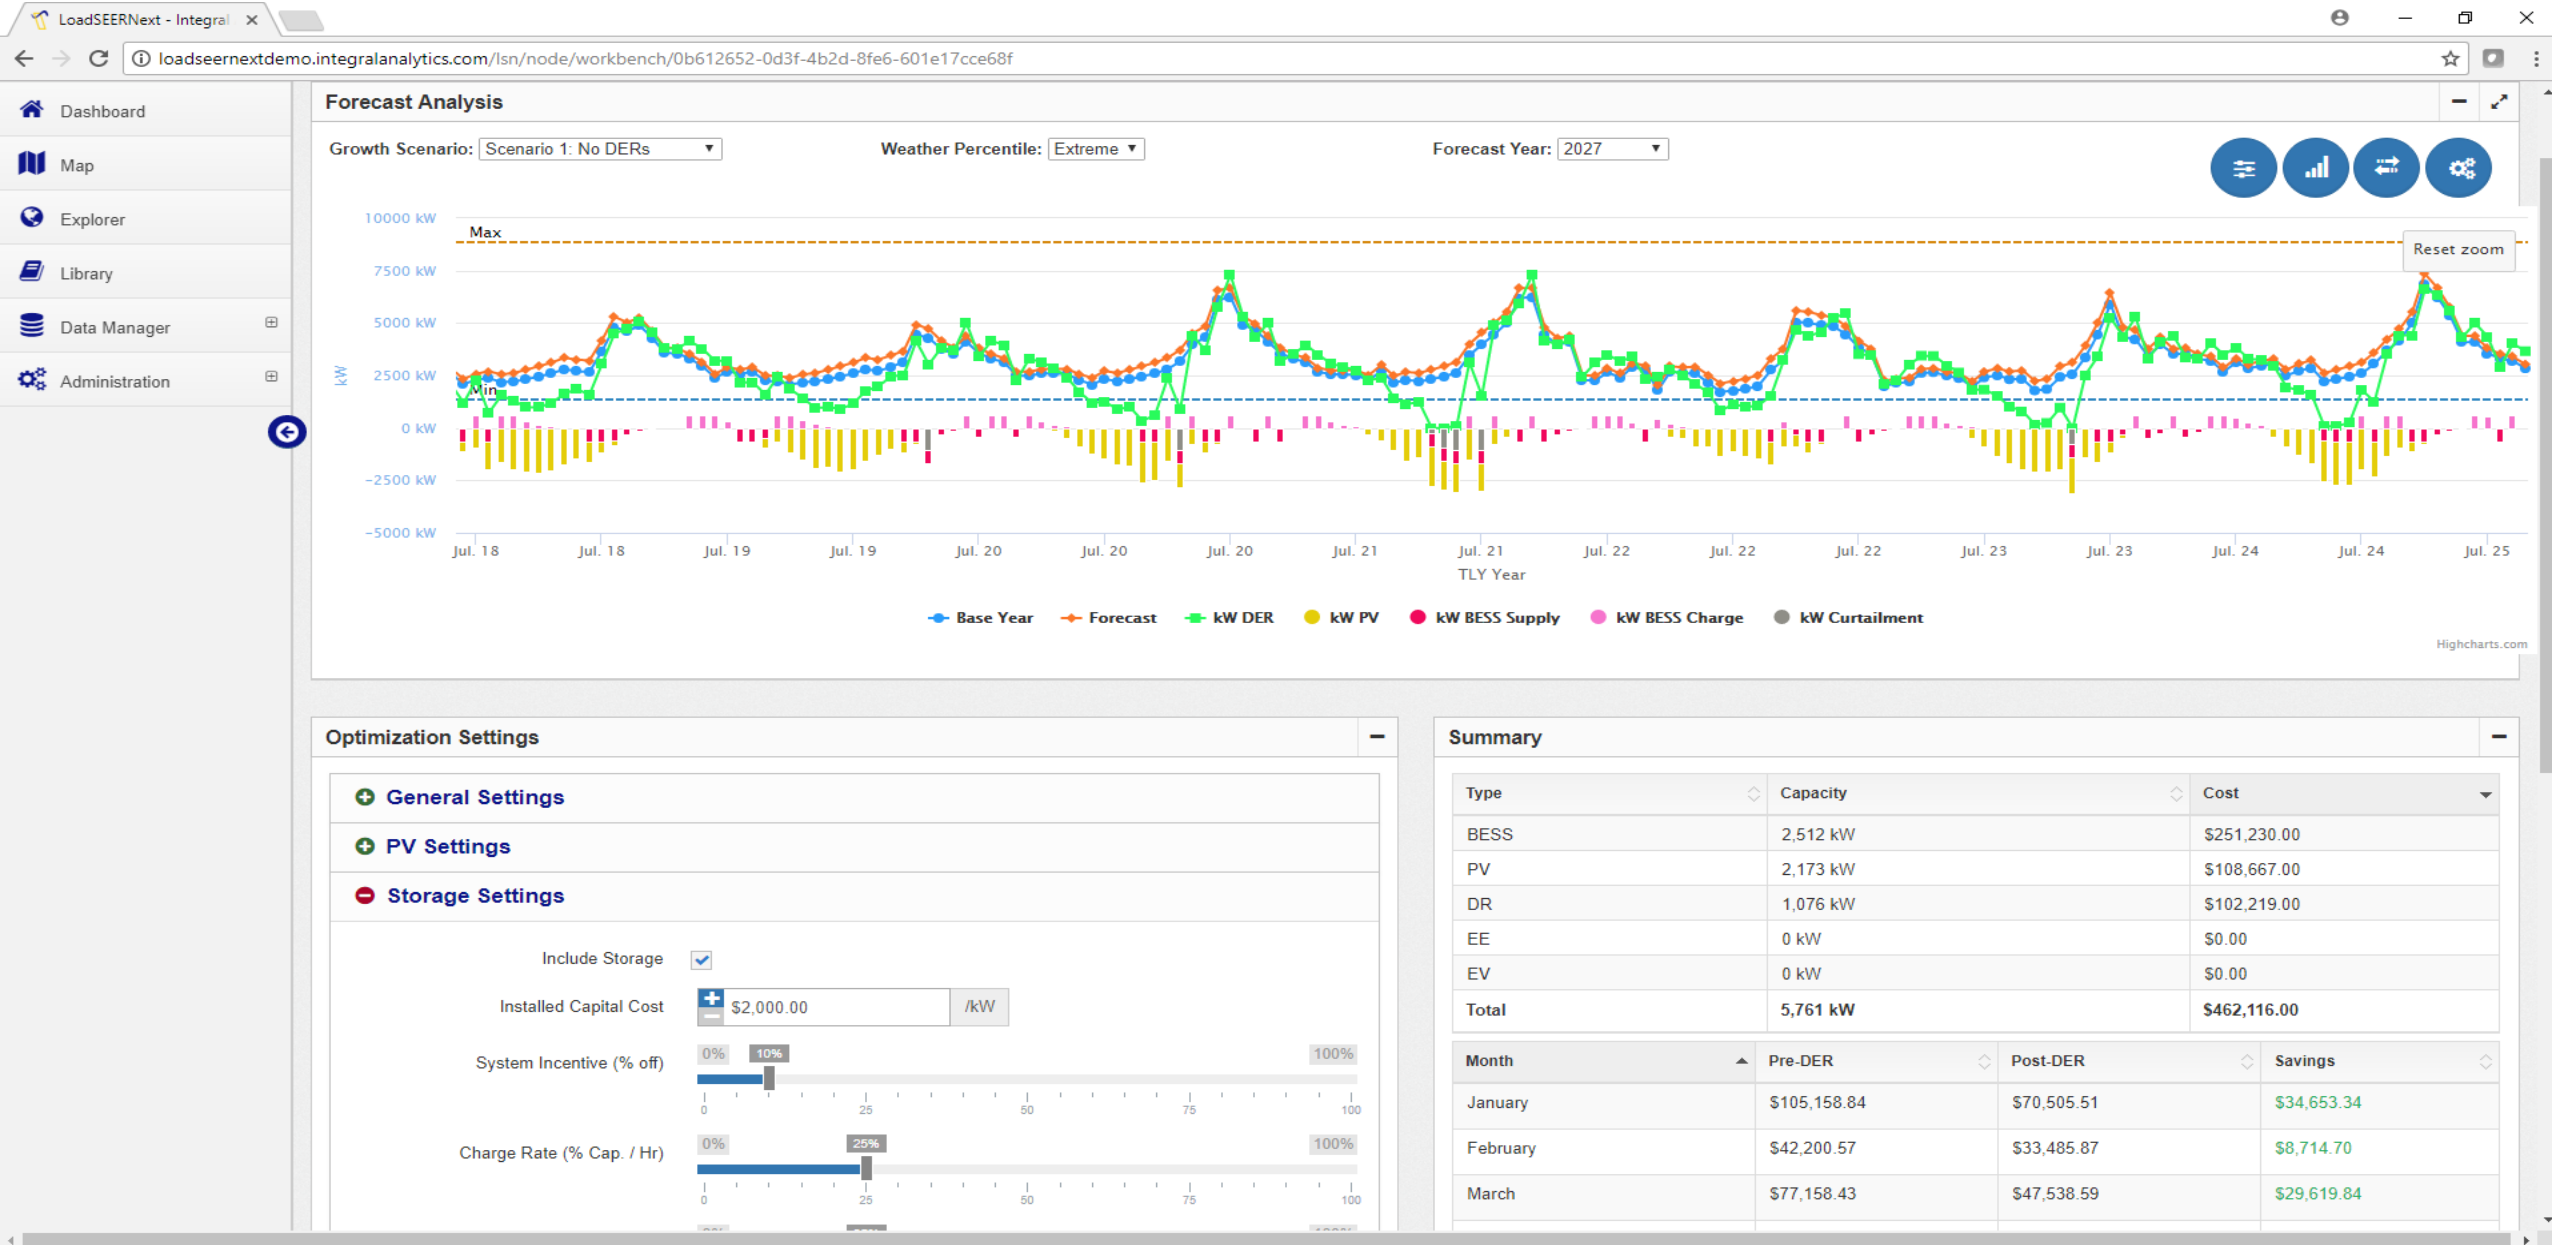 LoadSEERNext - Integral
loadseernextdemo.integralanalytics.com/lsn/node/workbench/0b612652-0d3f-4b2d-8fe6-601e17cce68f
Dashboard
Map
Explorer
Library
Data Manager
Administration
Forecast Analysis
Growth Scenario: Scenario 1: No DERs
Weather Percentile: Extreme
Forecast Year: 2027
Reset zoom
10000 kW
7500 kW
5000 kW
2500 kW
0 kW
-2500 kW
-5000 kW
kW
Max
Min
Jul. 18 Jul. 18 Jul. 19 Jul. 19 Jul. 20 Jul. 20 Jul. 20 Jul. 21 Jul. 21 Jul. 22 Jul. 22 Jul. 22 Jul. 23 Jul. 23 Jul. 24 Jul. 24 Jul. 25
TLY Year
Base Year Forecast kW DER kW PV kW BESS Supply kW BESS Charge kW Curtailment
Highcharts.com
Optimization Settings
General Settings
PV Settings
Storage Settings
Include Storage
Installed Capital Cost $2,000.00 /kW
System Incentive (% off) 0% 10% 100%
0 25 50 75 100
Charge Rate (% Cap. / Hr) 0% 25% 100%
0 25 50 75 100
Summary
Type Capacity Cost
BESS 2,512 kW $251,230.00
PV 2,173 kW $108,667.00
DR 1,076 kW $102,219.00
EE 0 kW $0.00
EV 0 kW $0.00
Total 5,761 kW $462,116.00
Month Pre-DER Post-DER Savings
January $105,158.84 $70,505.51 $34,653.34
February $42,200.57 $33,485.87 $8,714.70
March $77,158.43 $47,538.59 $29,619.84